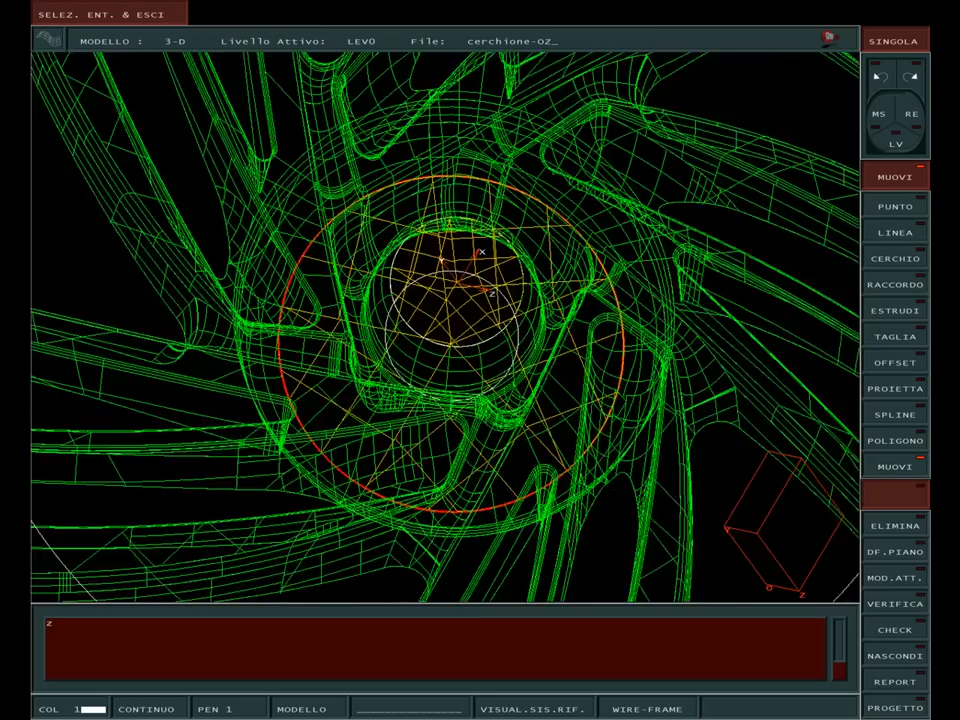 SELEZ. ENT. & ESCI
MODELLO : 3-D Livello Attivo: LEV0 File: cerchione-OZ_
SINGOLA
MS RE
LV
MUOVI
PUNTO
LINEA
CERCHIO
RACCORDO
ESTRUDI
TAGLIA
OFFSET
PROIETTA
SPLINE
POLIGONO
MUOVI
ELIMINA
DF.PIANO
MOD.ATT.
VERIFICA
CHECK
NASCONDI
REPORT
PROGETTO
x
Y
z
z
z
COL 1 CONTINUO PEN 1 MODELLO VISUAL.SIS.RIF. WIRE-FRAME